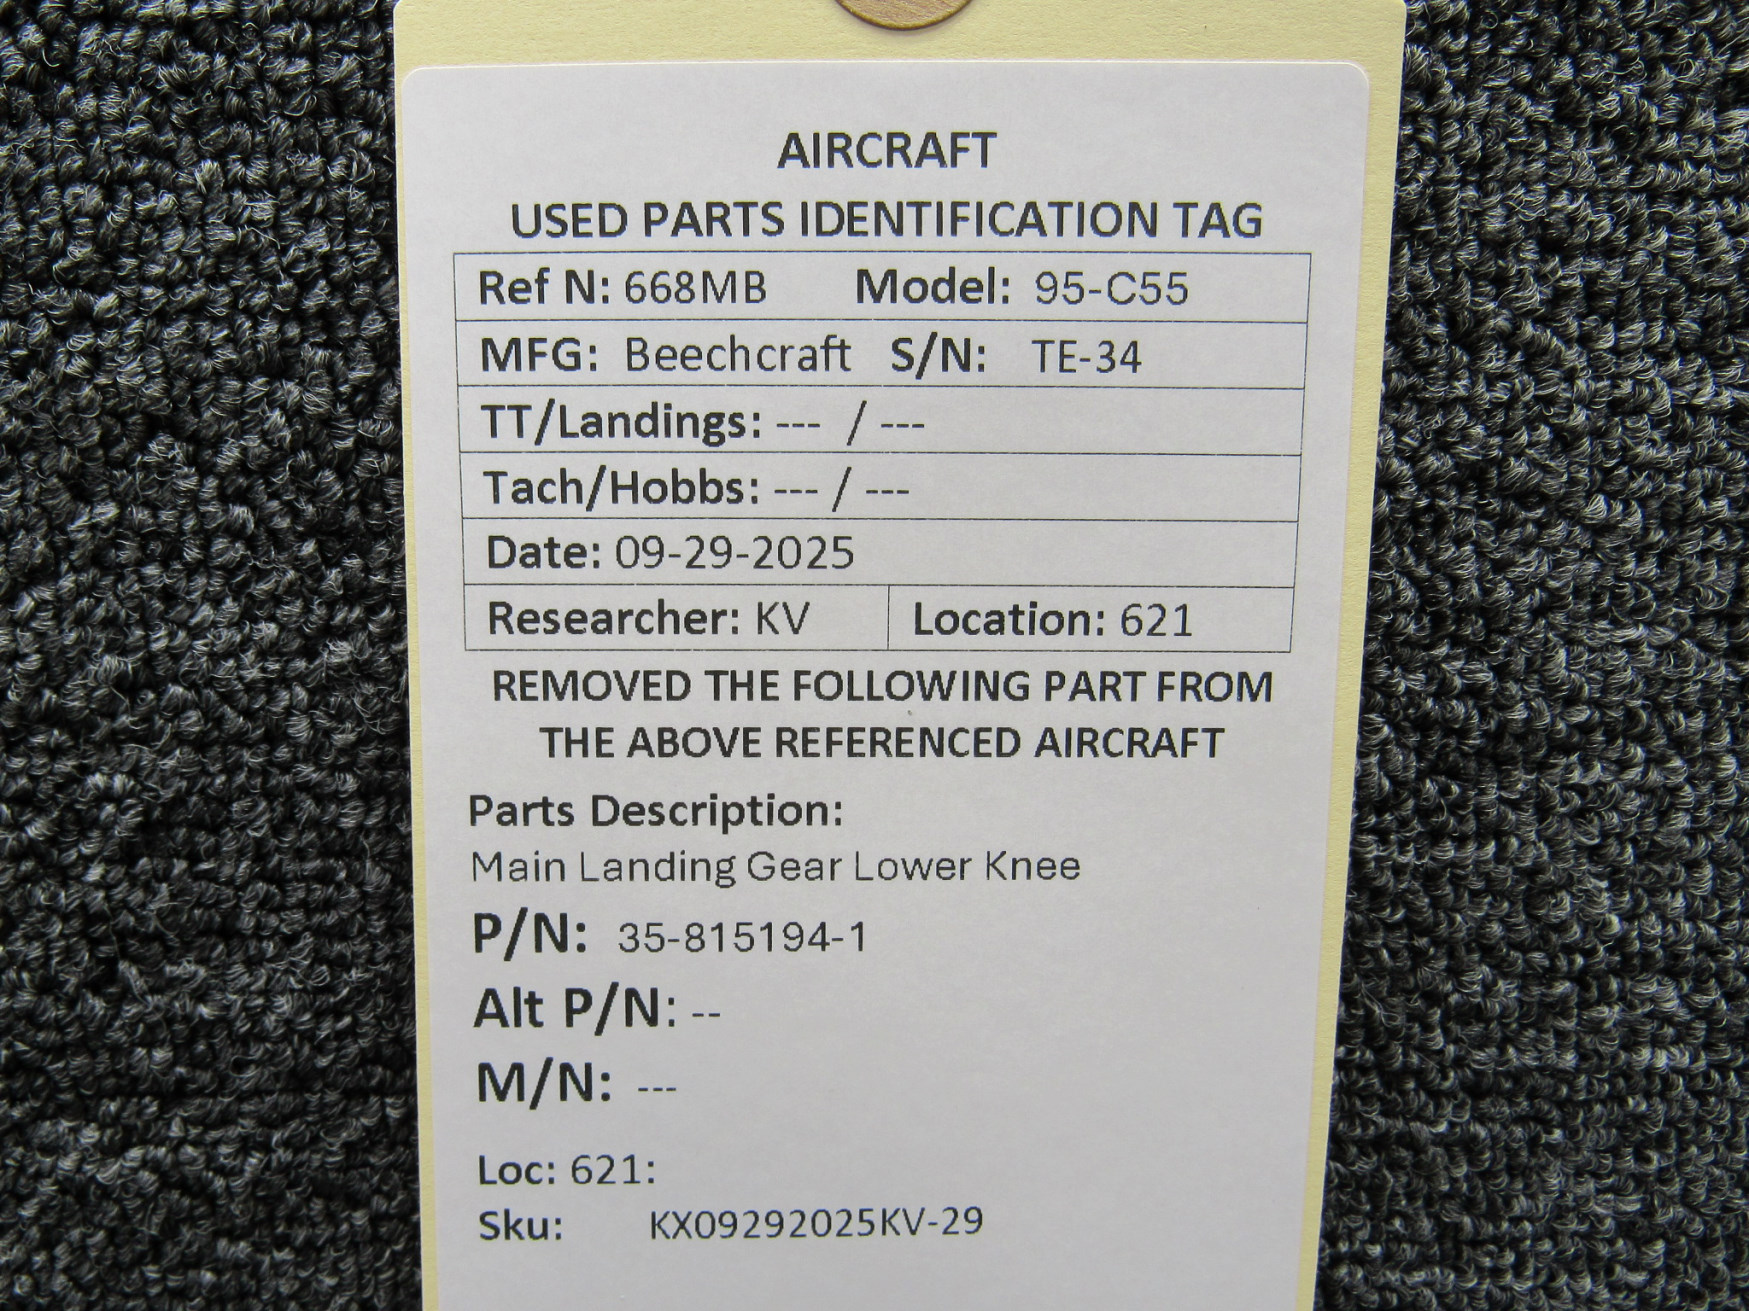 AIRCRAFT
USED PARTS IDENTIFICATION TAG
Ref N: 668MB Model: 95-C55
MFG: Beechcraft S/N: TE-34
TT/Landings: --- / ---
Tach/Hobbs: --- / ---
Date: 09-29-2025
Researcher: KV Location: 621
REMOVED THE FOLLOWING PART FROM
THE ABOVE REFERENCED AIRCRAFT
Parts Description:
Main Landing Gear Lower Knee
P/N: 35-815194-1
Alt P/N: --
M/N: ---
Loc: 621:
Sku: KX09292025KV-29